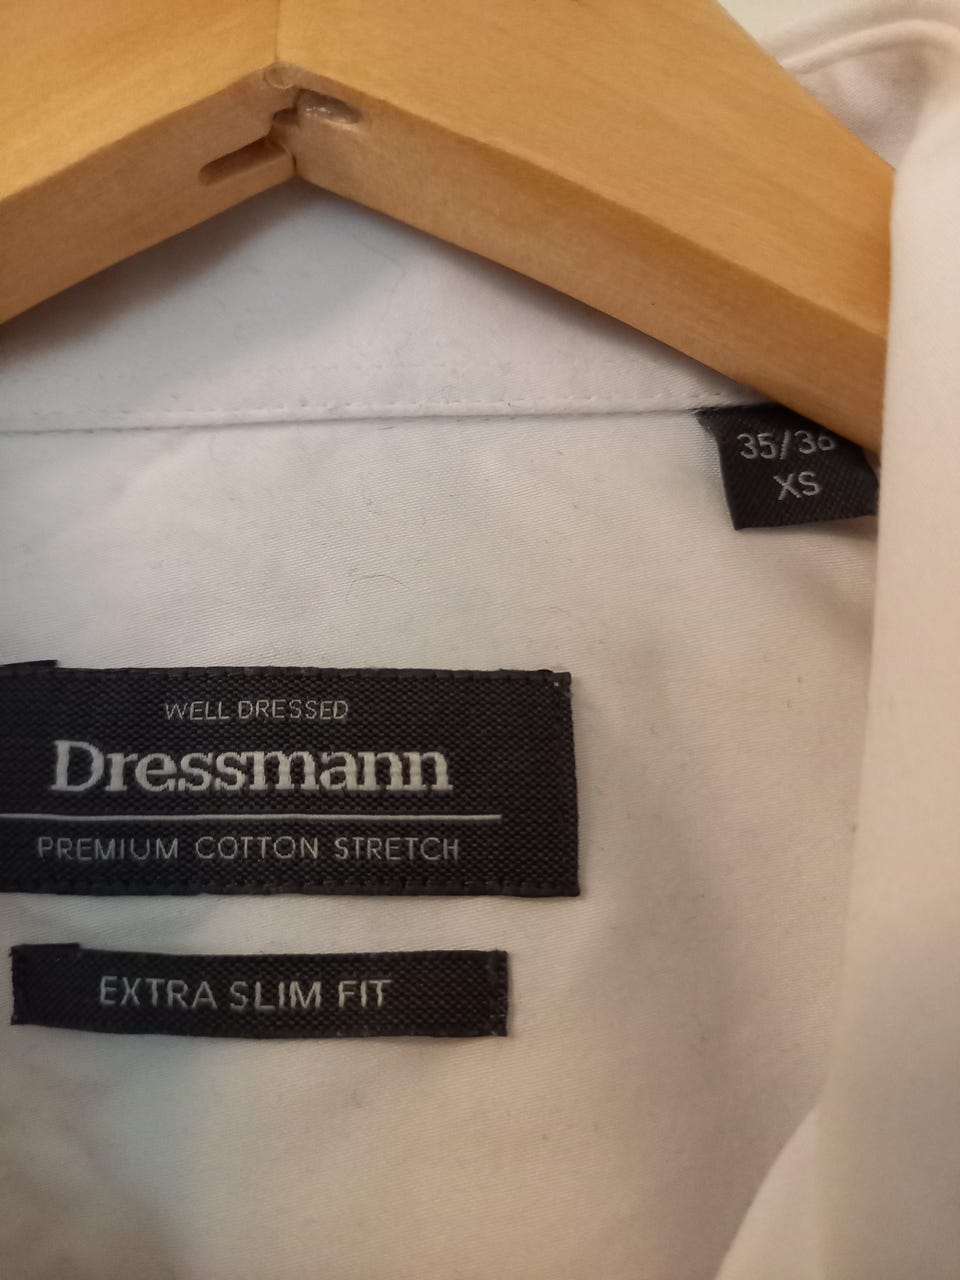 35/36
XS
WELL DRESSED
Dressmann
PREMIUM COTTON STRETCH
EXTRA SLIM FIT